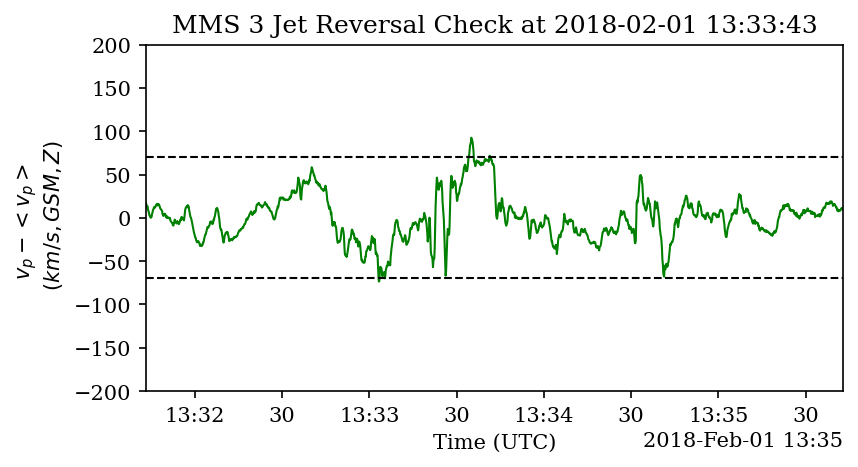 MMS 3 Jet Reversal Check at 2018-02-01 13:33:43
200
150
100
50
0
−50
−100
−150
−200
v_p − < v_p >
(km/s, GSM, Z)
13:32 30 13:33 30 13:34 30 13:35 30
Time (UTC)
2018-Feb-01 13:35